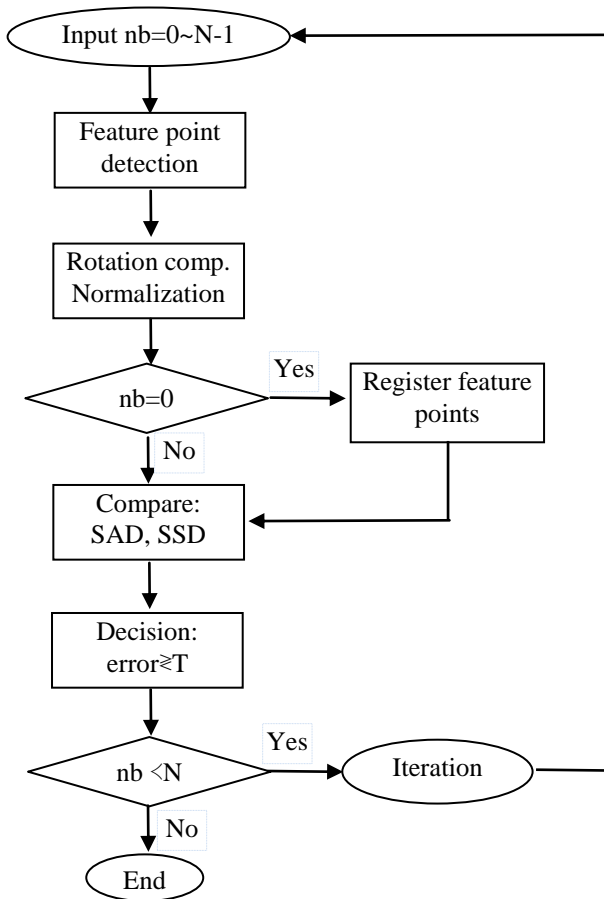 Input nb=0~N-1
Feature point
detection
Rotation comp.
Normalization
nb=0
Yes
Register feature
points
No
Compare:
SAD, SSD
Decision:
error≷T
nb <N
Yes
Iteration
No
End